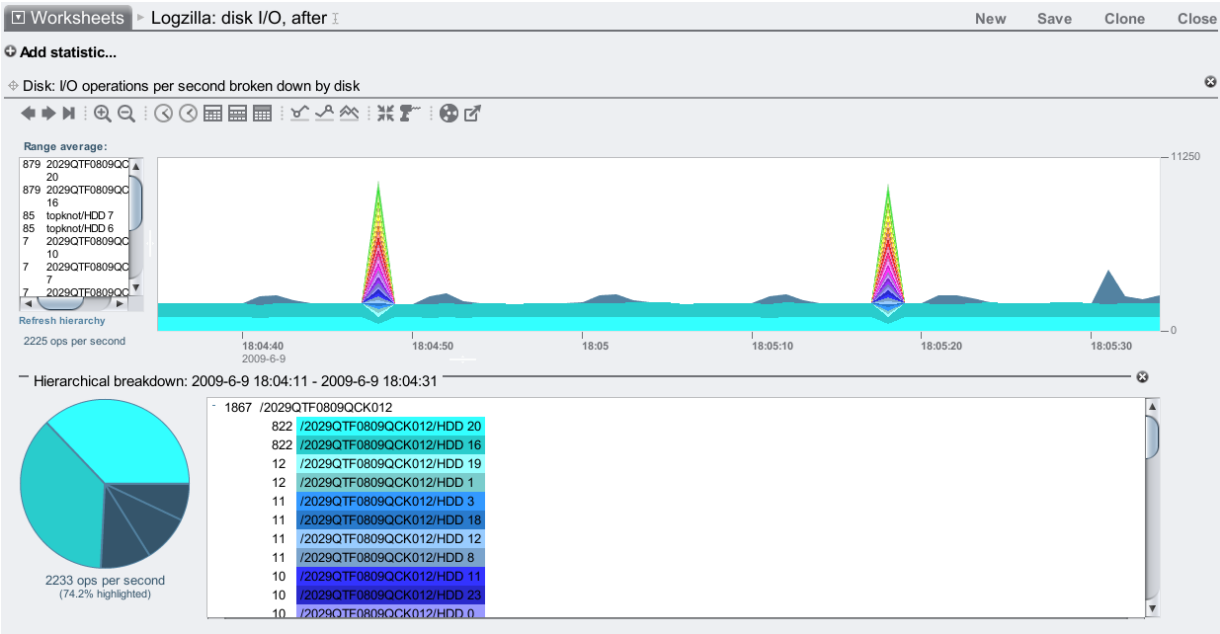 Worksheets Logzilla: disk I/O, after New Save Clone Close
Add statistic...
Disk: I/O operations per second broken down by disk
Range average:
879 2029QTF0809QC
20
879 2029QTF0809QC
16
85 topknot/HDD 7
85 topknot/HDD 6
7 2029QTF0809QC
10
7 2029QTF0809QC
7
7 2029QTF0809QC
Refresh hierarchy
2225 ops per second
11250
0
18:04:40 18:04:50 18:05 18:05:10 18:05:20 18:05:30
2009-6-9
Hierarchical breakdown: 2009-6-9 18:04:11 - 2009-6-9 18:04:31
2233 ops per second
(74.2% highlighted)
- 1867 /2029QTF0809QCK012
822 /2029QTF0809QCK012/HDD 20
822 /2029QTF0809QCK012/HDD 16
12 /2029QTF0809QCK012/HDD 19
12 /2029QTF0809QCK012/HDD 1
11 /2029QTF0809QCK012/HDD 3
11 /2029QTF0809QCK012/HDD 18
11 /2029QTF0809QCK012/HDD 12
11 /2029QTF0809QCK012/HDD 8
10 /2029QTF0809QCK012/HDD 11
10 /2029QTF0809QCK012/HDD 23
10 /2029QTF0809QCK012/HDD 0